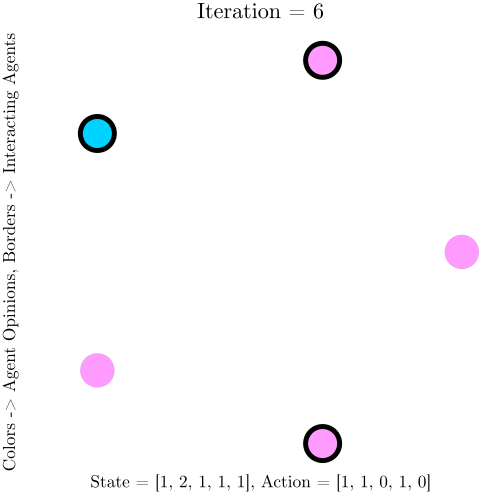 Iteration = 6
Colors -> Agent Opinions, Borders -> Interacting Agents
State = [1, 2, 1, 1, 1], Action = [1, 1, 0, 1, 0]